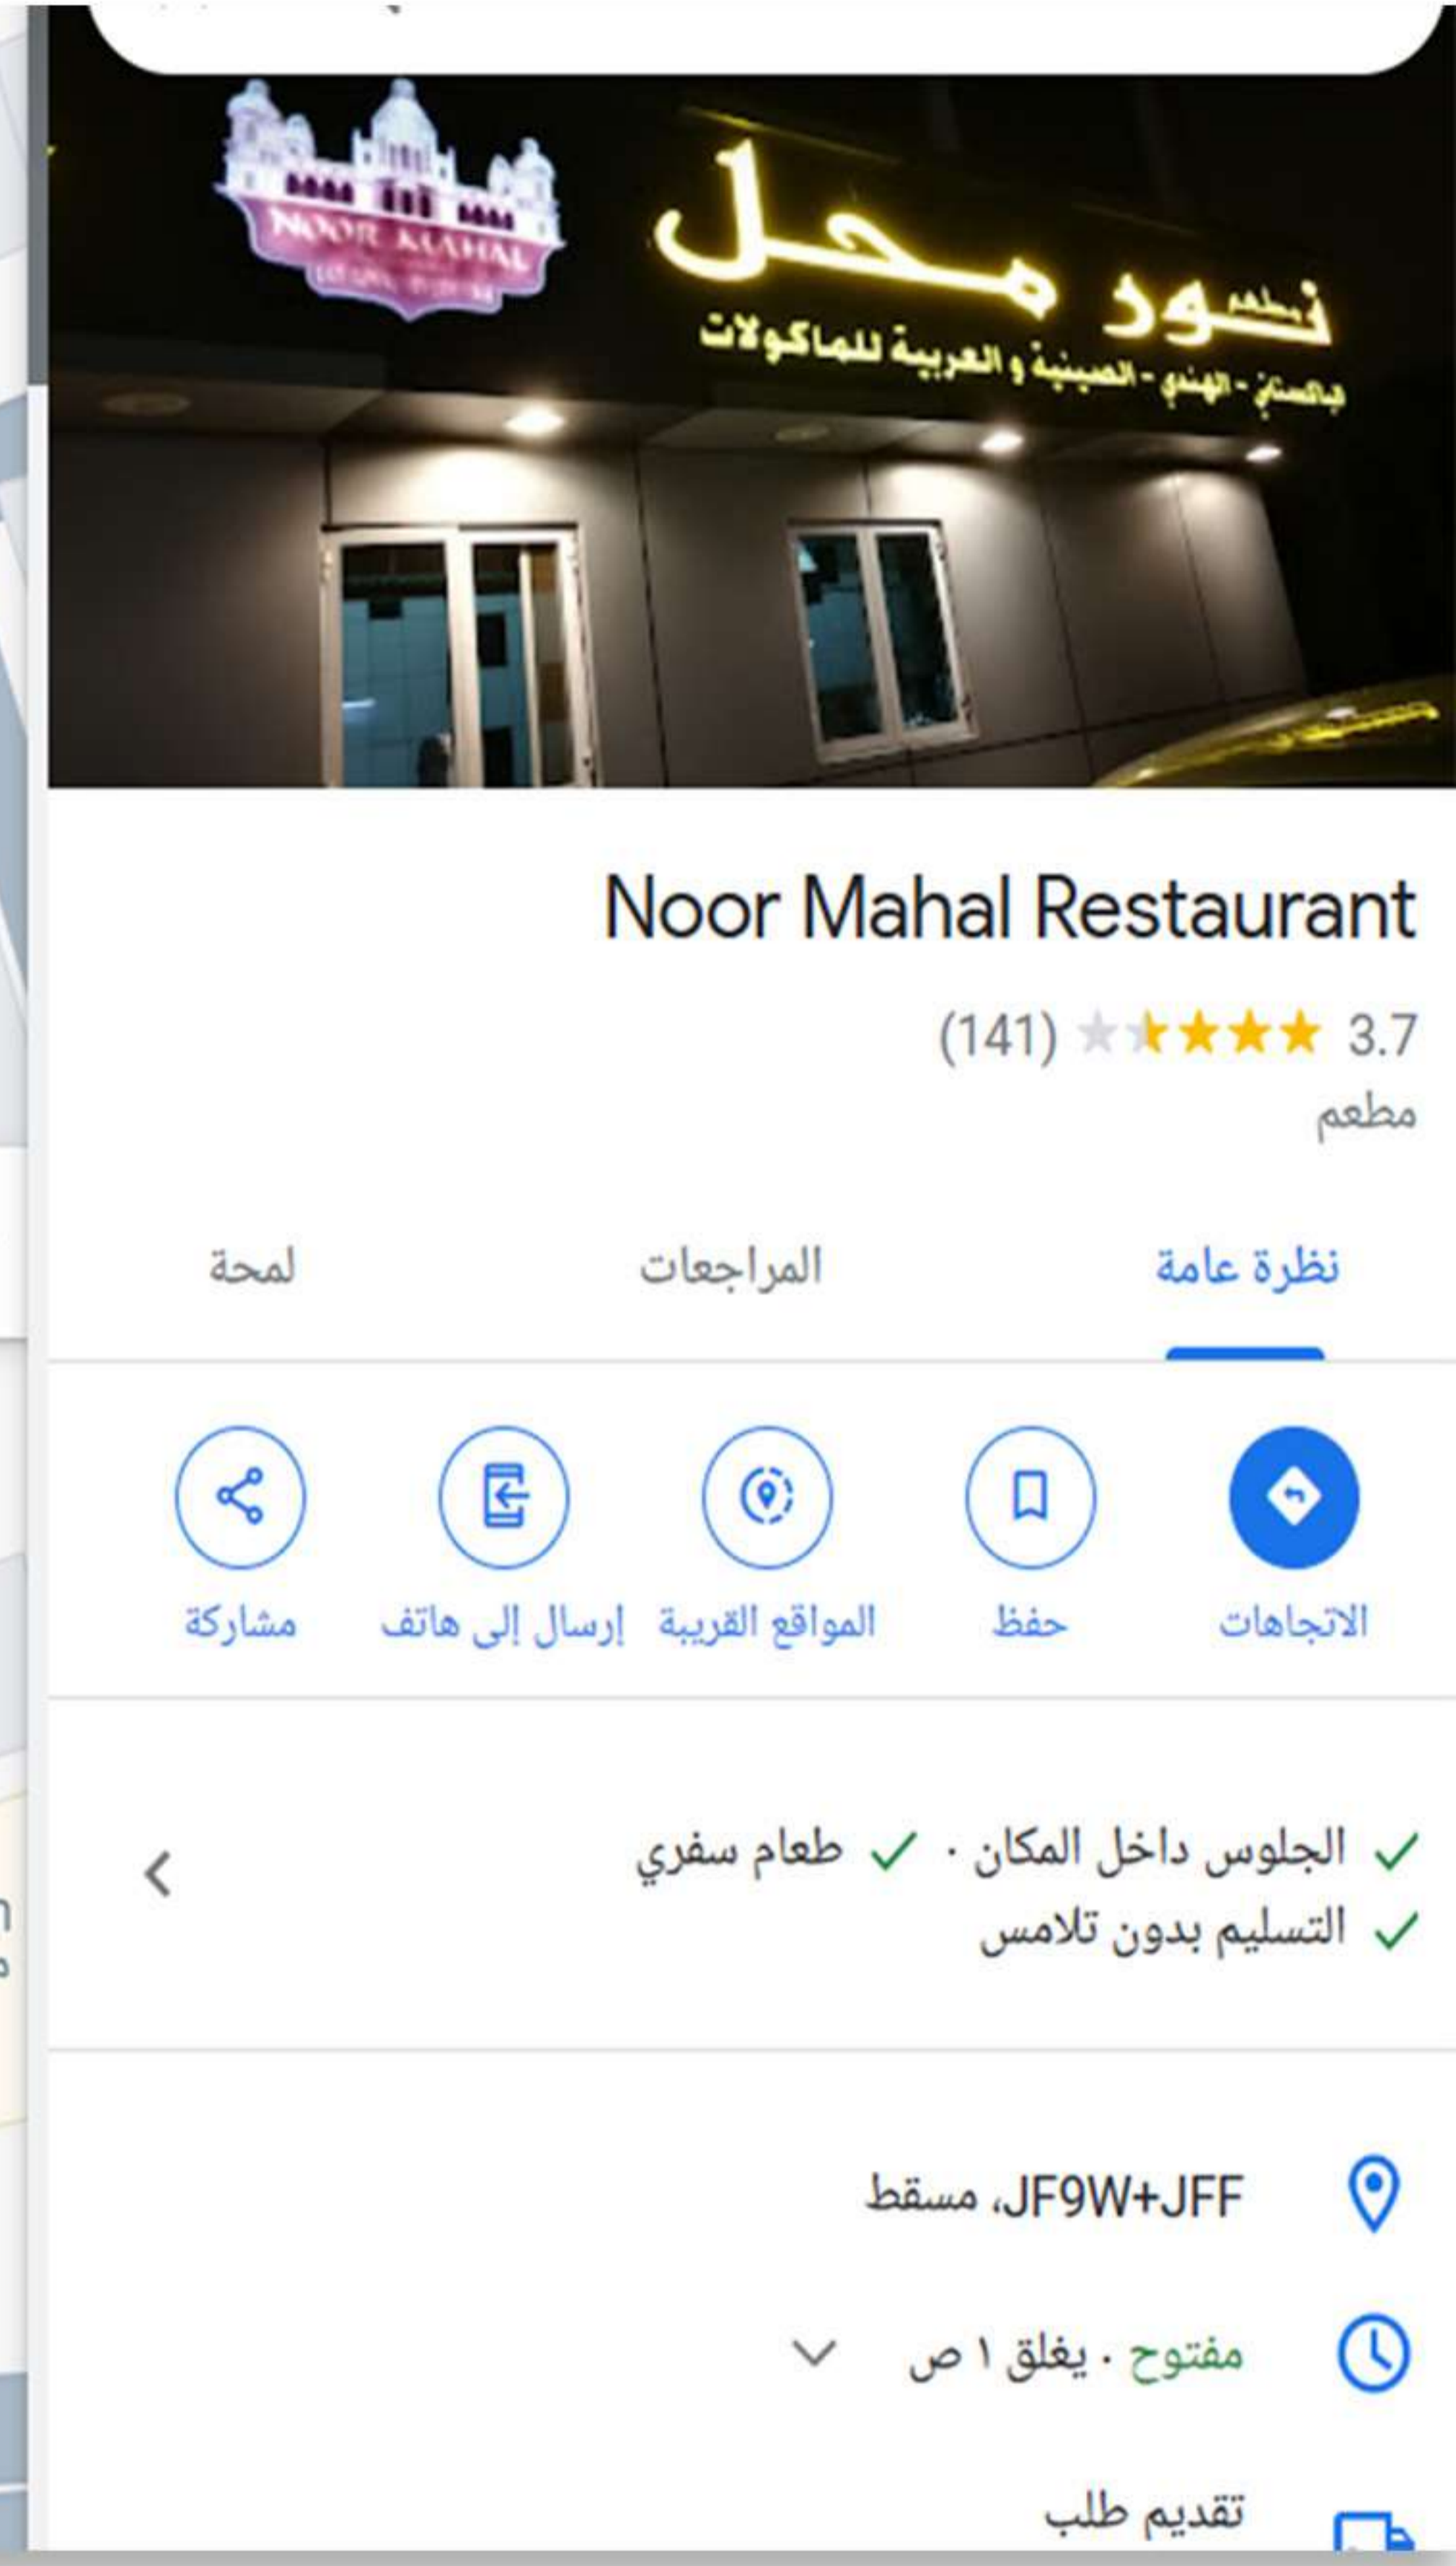 NOOR MAHAL
مطعم
نور محل
الباكستاني - الهندي - الصينية و العربية للماكولات
Noor Mahal Restaurant
3.7 (141)
مطعم
نظرة عامة
المراجعات
لمحة
الاتجاهات
حفظ
المواقع القريبة
إرسال إلى هاتف
مشاركة
الجلوس داخل المكان · طعام سفري
التسليم بدون تلامس
JF9W+JFF، مسقط
مفتوح · يغلق ١ ص
تقديم طلب